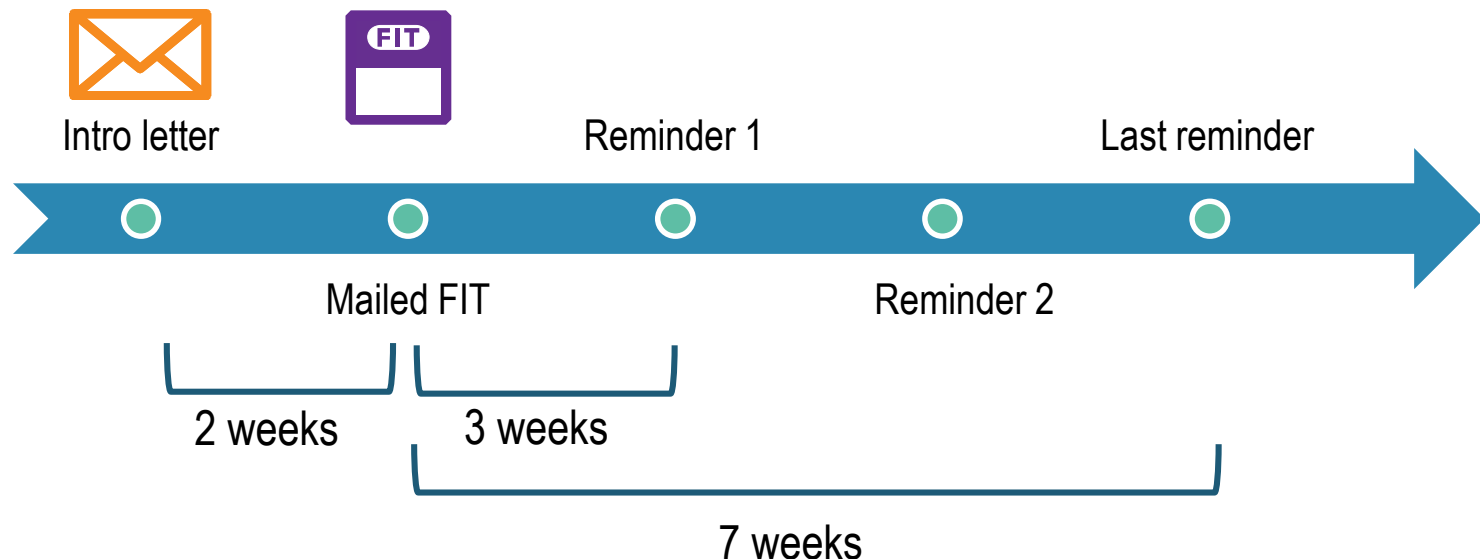 FIT
Intro letter
Reminder 1
Last reminder
Mailed FIT
Reminder 2
2 weeks
3 weeks
7 weeks